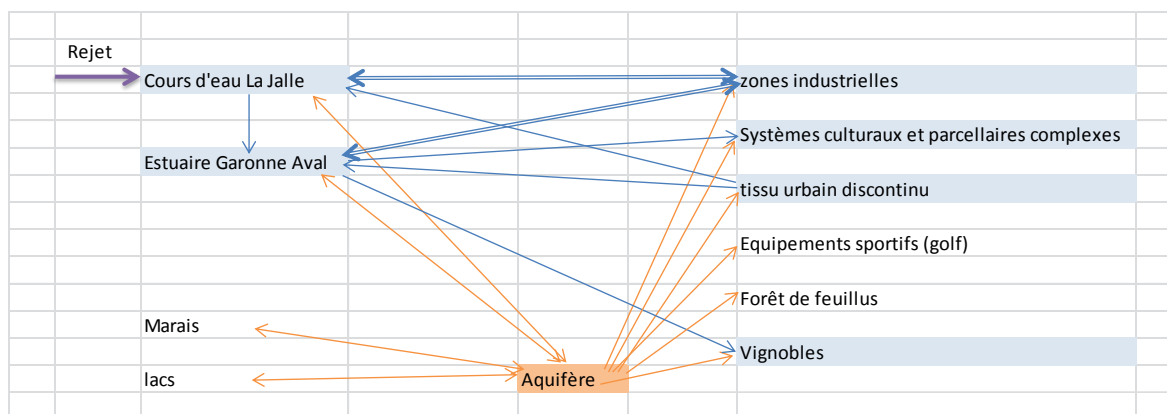 Rejet
Cours d'eau La Jalle
zones industrielles
Systèmes culturaux et parcellaires complexes
Estuaire Garonne Aval
tissu urbain discontinu
Equipements sportifs (golf)
Forêt de feuillus
Marais
Vignobles
lacs
Aquifère